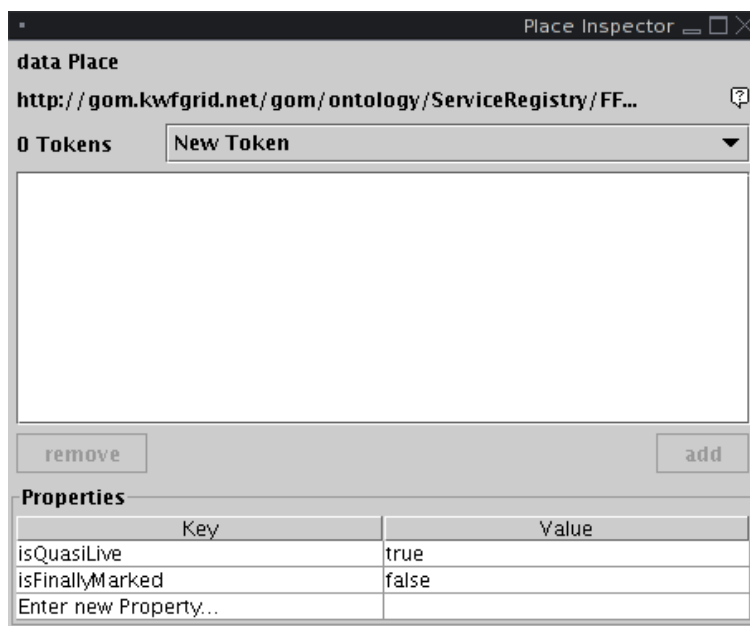 Place Inspector
data Place
http://gom.kwfgrid.net/gom/ontology/ServiceRegistry/FF...
0 Tokens New Token
remove add
Properties
Key Value
isQuasiLive true
isFinallyMarked false
Enter new Property...